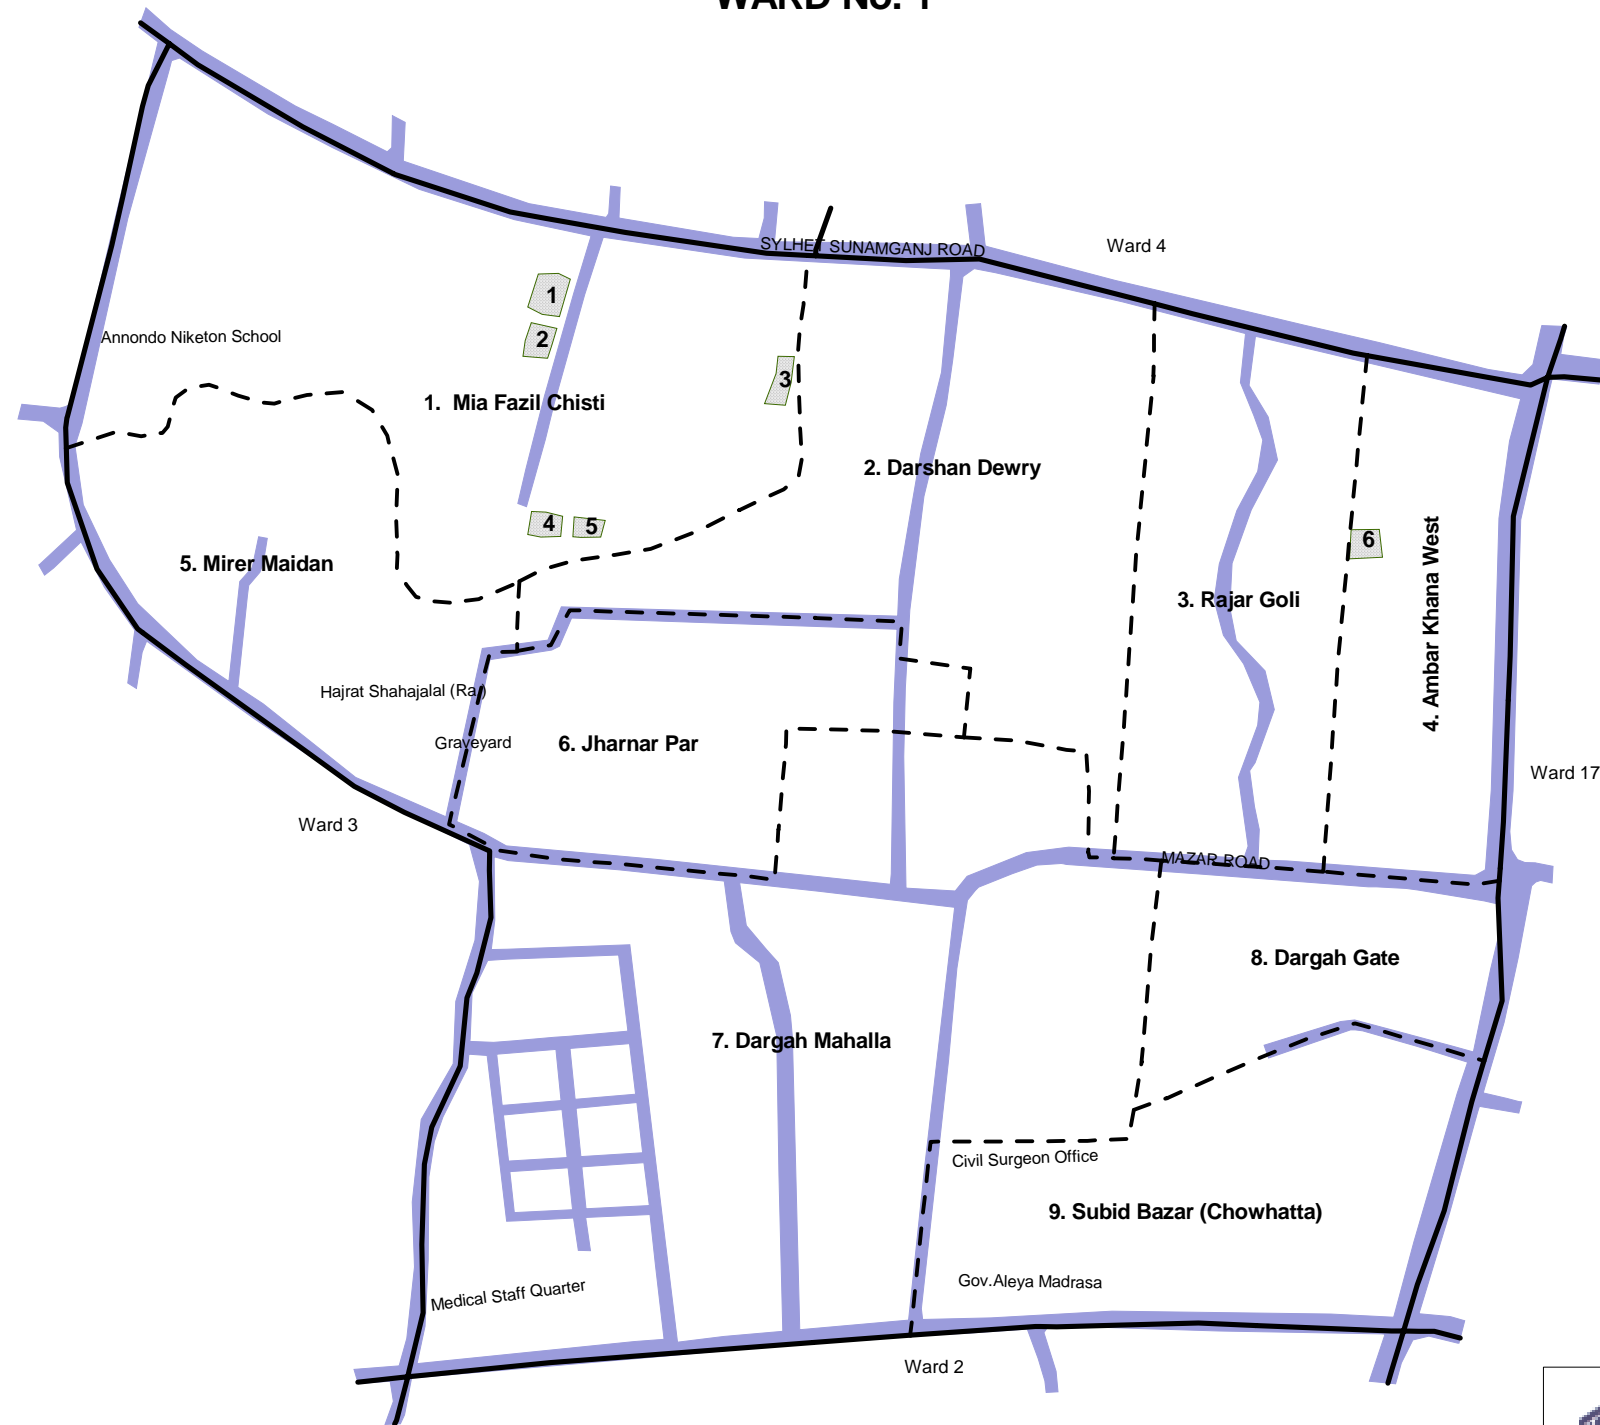 WARD No. 1
SYLHET SUNAMGANJ ROAD
Ward 4
1
2
Annondo Niketon School
3
1. Mia Fazil Chisti
2. Darshan Dewry
4
5
6
5. Mirer Maidan
3. Rajar Goli
4. Ambar Khana West
Hajrat Shahajalal (Ra.)
Graveyard
6. Jharnar Par
Ward 17
Ward 3
MAZAR ROAD
8. Dargah Gate
7. Dargah Mahalla
Civil Surgeon Office
9. Subid Bazar (Chowhatta)
Gov.Aleya Madrasa
Medical Staff Quarter
Ward 2